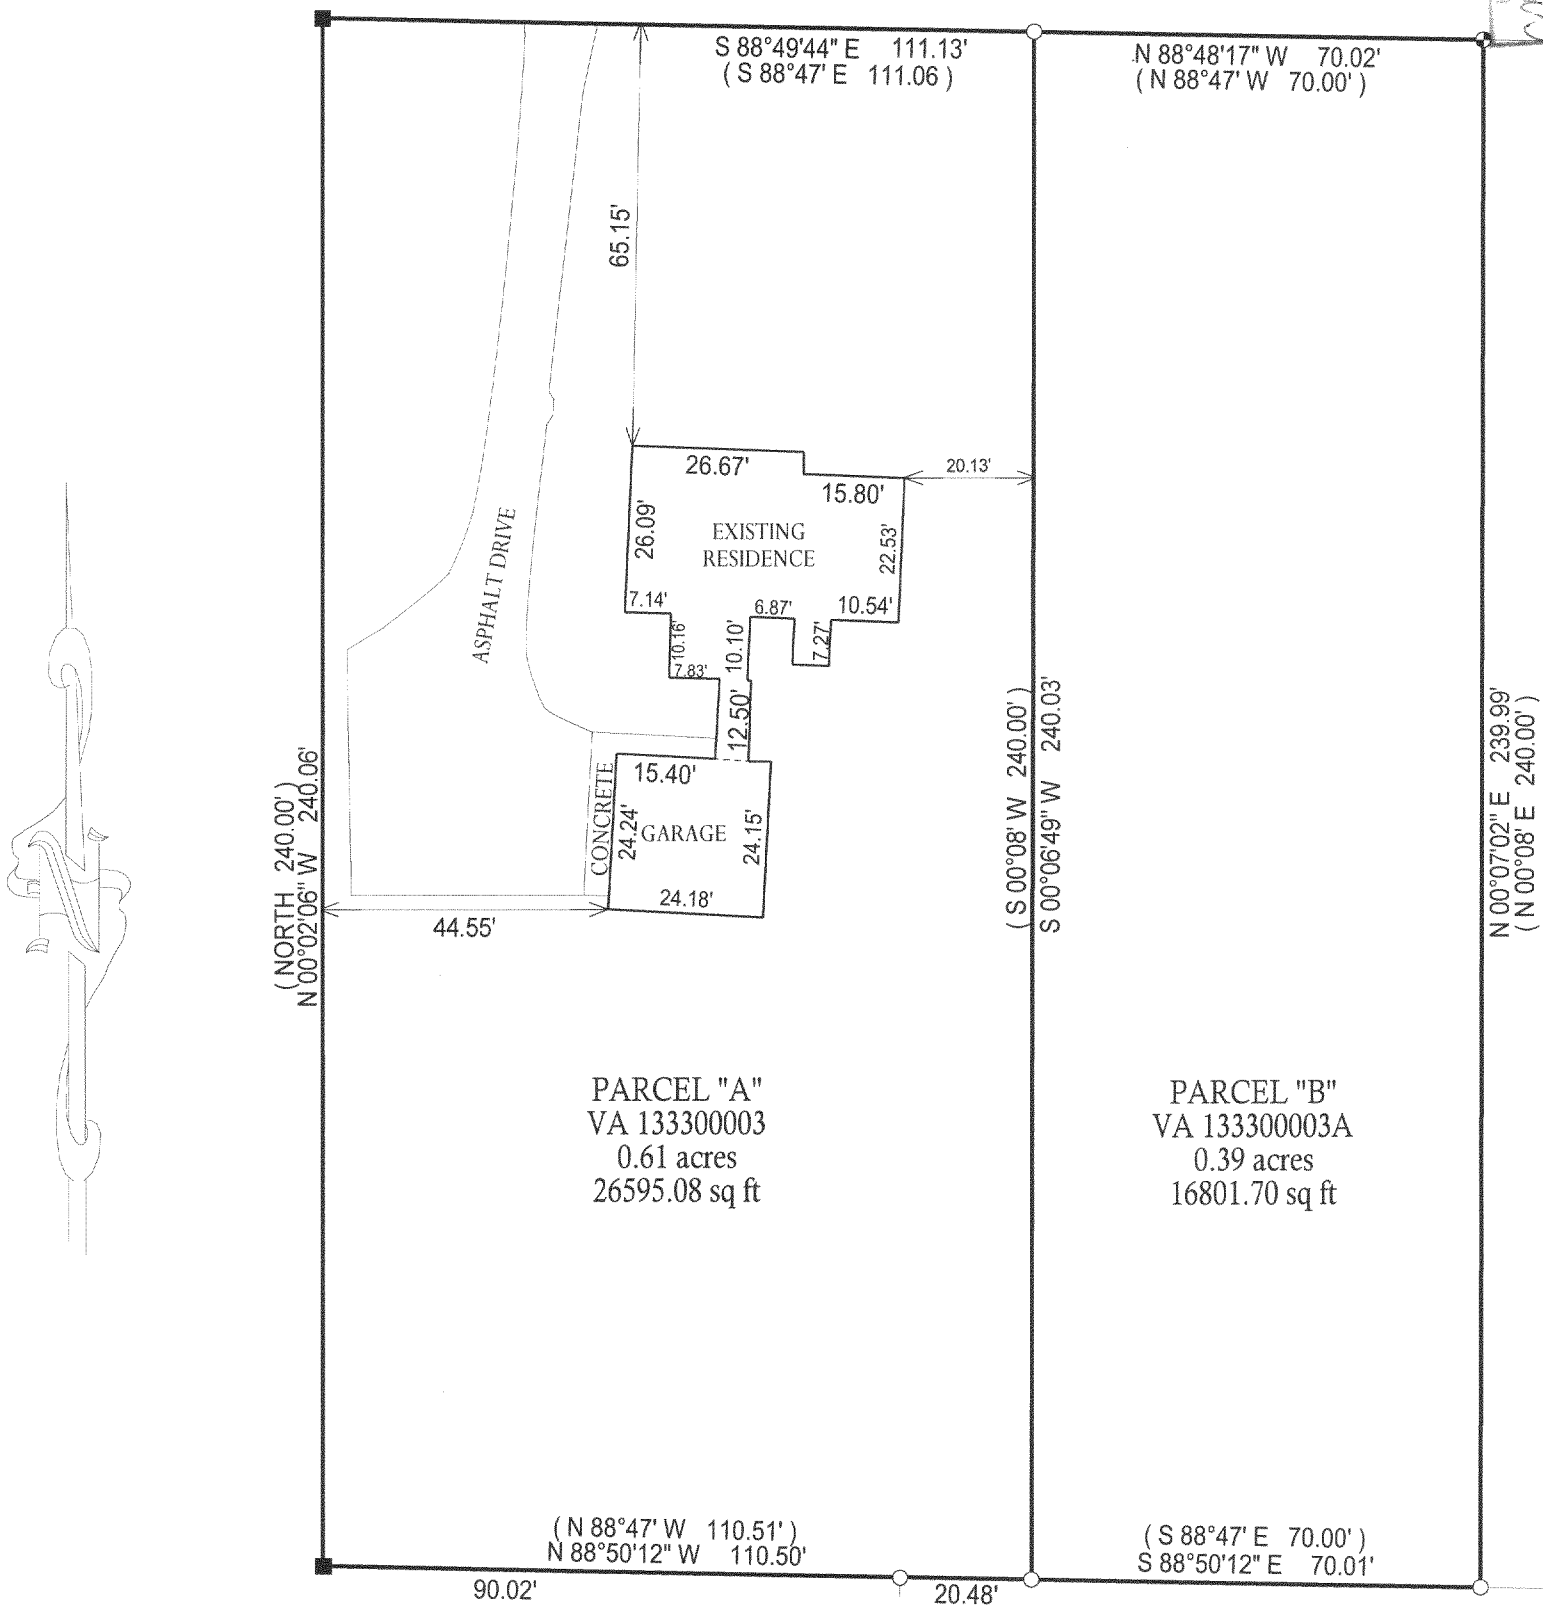 S 88°49'44" E 111.13'
( S 88°47' E 111.06 )
N 88°48'17" W 70.02'
( N 88°47' W 70.00' )
65.15'
26.67'
15.80'
20.13'
26.09'
EXISTING
RESIDENCE
22.53'
ASPHALT DRIVE
7.14'
6.87'
10.54'
10.16'
10.10'
7.27'
7.83'
12.50'
15.40'
CONCRETE
24.24'
GARAGE
24.15'
24.18'
44.55'
( NORTH 240.00' )
N 00°02'06" W 240.06'
( S 00°08' W 240.00' )
S 00°06'49" W 240.03'
N 00°07'02" E 239.99'
( N 00°08' E 240.00' )
N
PARCEL "A"
VA 133300003
0.61 acres
26595.08 sq ft
PARCEL "B"
VA 133300003A
0.39 acres
16801.70 sq ft
( N 88°47' W 110.51' )
N 88°50'12" W 110.50'
( S 88°47' E 70.00' )
S 88°50'12" E 70.01'
90.02'
20.48'